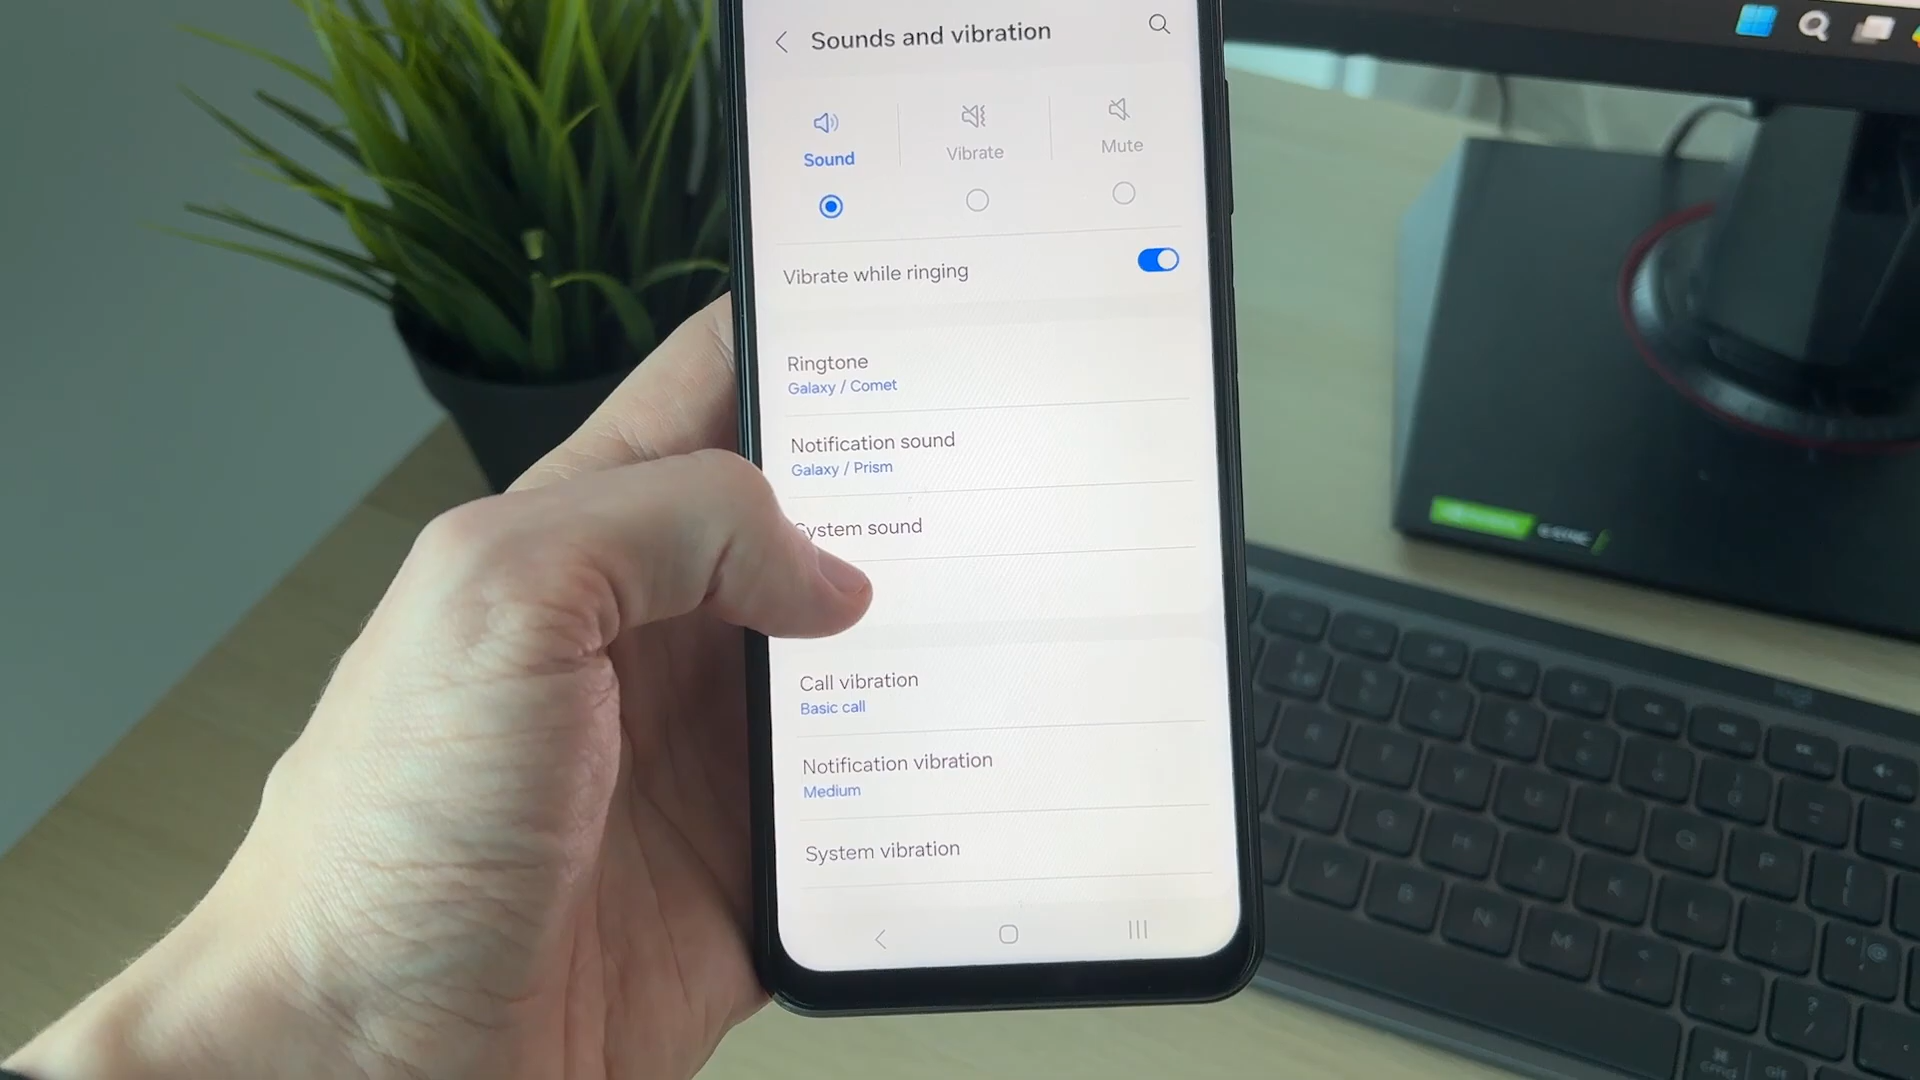 Sounds and vibration
Sound
Vibrate
Mute
Vibrate while ringing
Ringtone
Galaxy / Comet
Notification sound
Galaxy / Prism
System sound
Call vibration
Basic call
Notification vibration
Medium
System vibration
R
T
Y
U
F
G
H
J
K
L
P
V
B
N
M
?
cmd